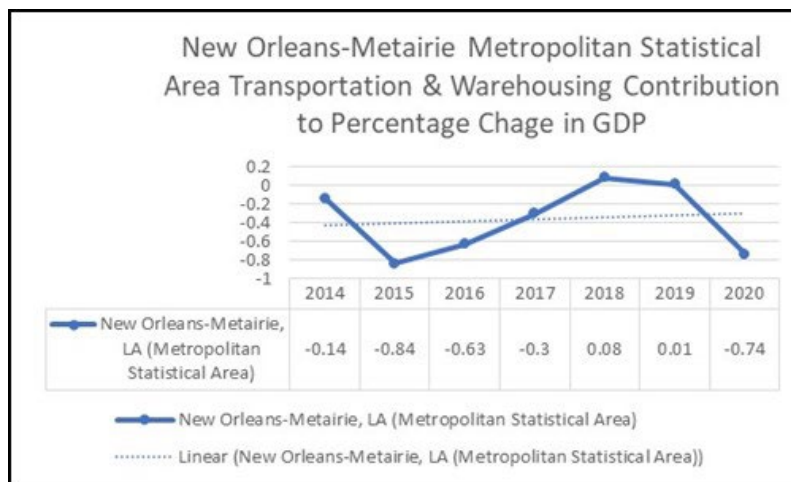 New Orleans-Metairie Metropolitan Statistical
Area Transportation & Warehousing Contribution
to Percentage Chage in GDP
0.2
0
-0.2
-0.4
-0.6
-0.8
-1
2014 2015 2016 2017 2018 2019 2020
New Orleans-Metairie,
LA (Metropolitan
Statistical Area)
-0.14 -0.84 -0.63 -0.3 0.08 0.01 -0.74
New Orleans-Metairie, LA (Metropolitan Statistical Area)
Linear (New Orleans-Metairie, LA (Metropolitan Statistical Area))